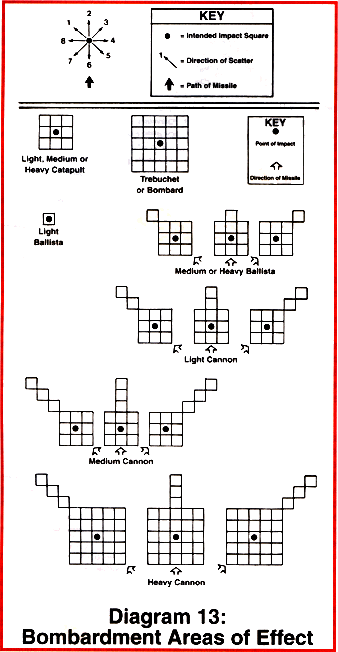 2
1
3
8
4
7
5
6
KEY
= Intended Impact Square
1
= Direction of Scatter
= Path of Missile
Light, Medium or
Heavy Catapult
Trebuchet
or Bombard
KEY
Point of Impact
Direction of Missile
Light
Ballista
Medium or Heavy Ballista
Light Cannon
Medium Cannon
Heavy Cannon
Diagram 13:
Bombardment Areas of Effect